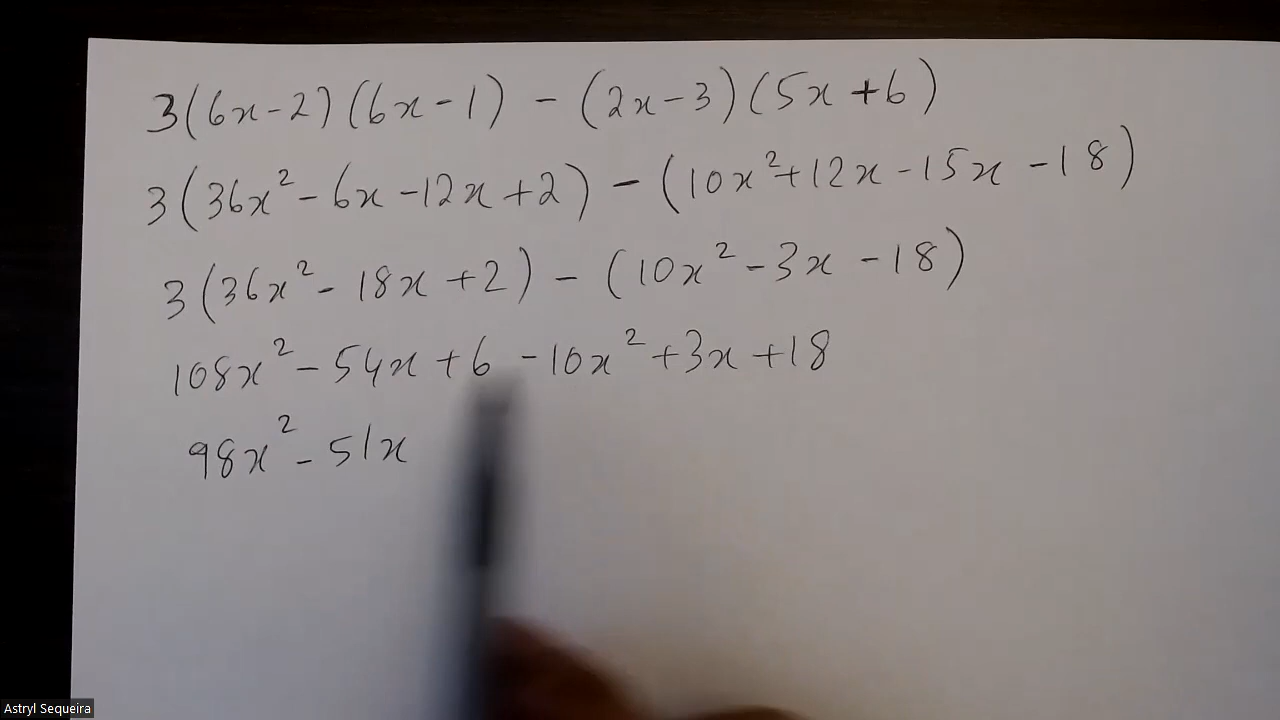 3(6x-2)(6x-1) - (2x-3)(5x+6)
3(36x² - 6x - 12x + 2) - (10x² + 12x - 15x - 18)
3(36x² - 18x + 2) - (10x² - 3x - 18)
108x² - 54x + 6 - 10x² + 3x + 18
98x² - 51x
Astryl Sequeira